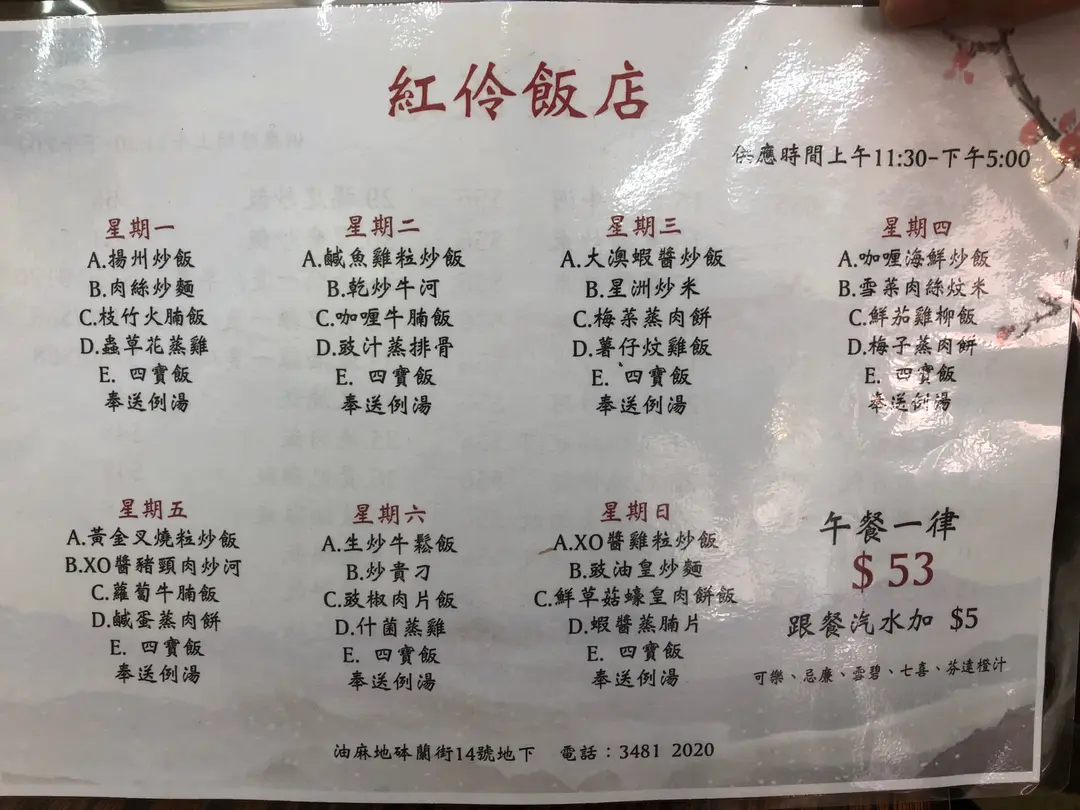 紅伶飯店
供應時間上午11:30-下午5:00
星期一
A.揚州炒飯
B.肉絲炒麵
C.枝竹火腩飯
D.蟲草花蒸雞
E. 四寶飯
奉送例湯
星期二
A.鹹魚雞粒炒飯
B.乾炒牛河
C.咖喱牛腩飯
D.豉汁蒸排骨
E. 四寶飯
奉送例湯
星期三
A.大澳蝦醬炒飯
B.星洲炒米
C.梅菜蒸肉餅
D.薯仔炆雞飯
E. 四寶飯
奉送例湯
星期四
A.咖喱海鮮炒飯
B.雪菜肉絲炆米
C.鮮茄雞柳飯
D.梅子蒸肉餅
E. 四寶飯
奉送例湯
星期五
A.黃金叉燒粒炒飯
B.XO醬豬頸肉炒河
C.蘿蔔牛腩飯
D.鹹蛋蒸肉餅
E. 四寶飯
奉送例湯
星期六
A.生炒牛鬆飯
B.炒貴刁
C.豉椒肉片飯
D.什菌蒸雞
E. 四寶飯
奉送例湯
星期日
A.XO醬雞粒炒飯
B.豉油皇炒麵
C.鮮草菇蠔皇肉餅飯
D.蝦醬蒸腩片
E. 四寶飯
奉送例湯
午餐一律
$ 53
跟餐汽水加 $5
可樂、忌廉、雪碧、七喜、芬達橙汁
油麻地砵蘭街14號地下 電話：3481 2020